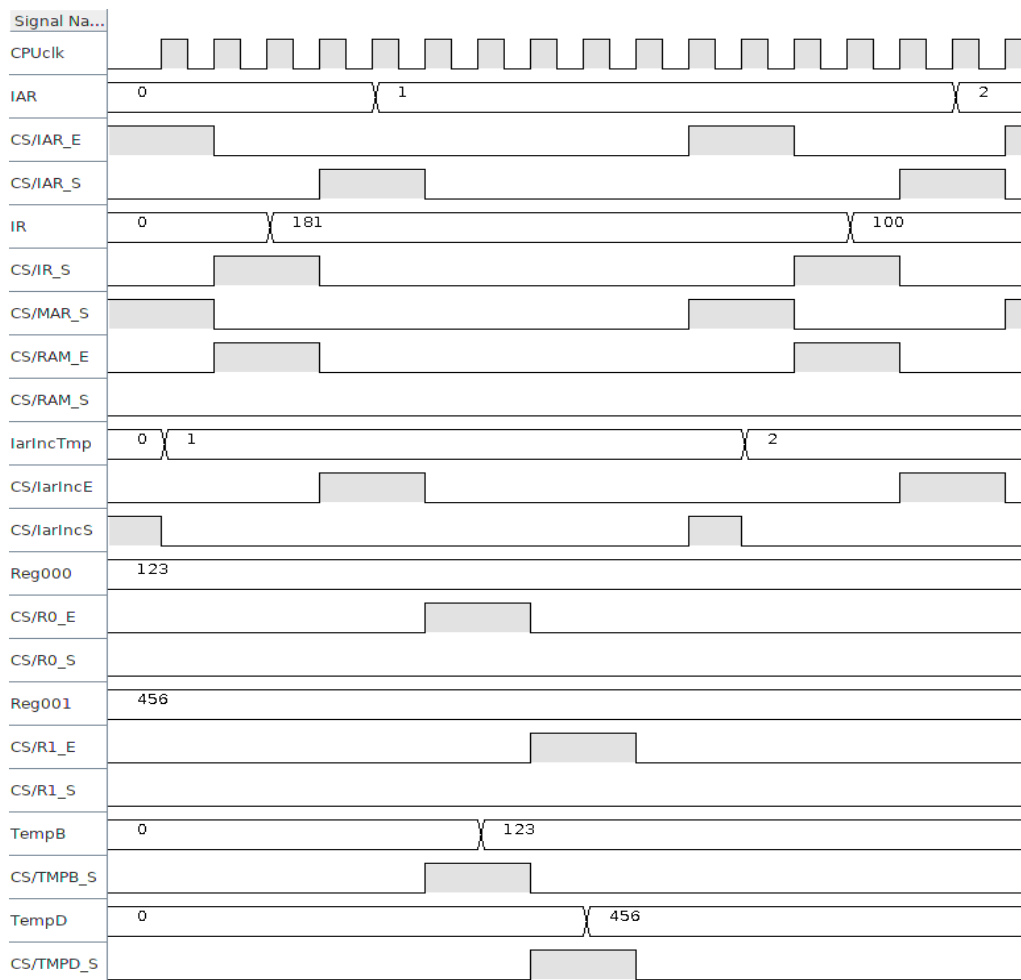 Signal Na...
CPUclk
IAR 0 1 2
CS/IAR_E
CS/IAR_S
IR 0 181 100
CS/IR_S
CS/MAR_S
CS/RAM_E
CS/RAM_S
IarIncTmp 0 1 2
CS/IarIncE
CS/IarIncS
Reg000 123
CS/R0_E
CS/R0_S
Reg001 456
CS/R1_E
CS/R1_S
TempB 0 123
CS/TMPB_S
TempD 0 456
CS/TMPD_S